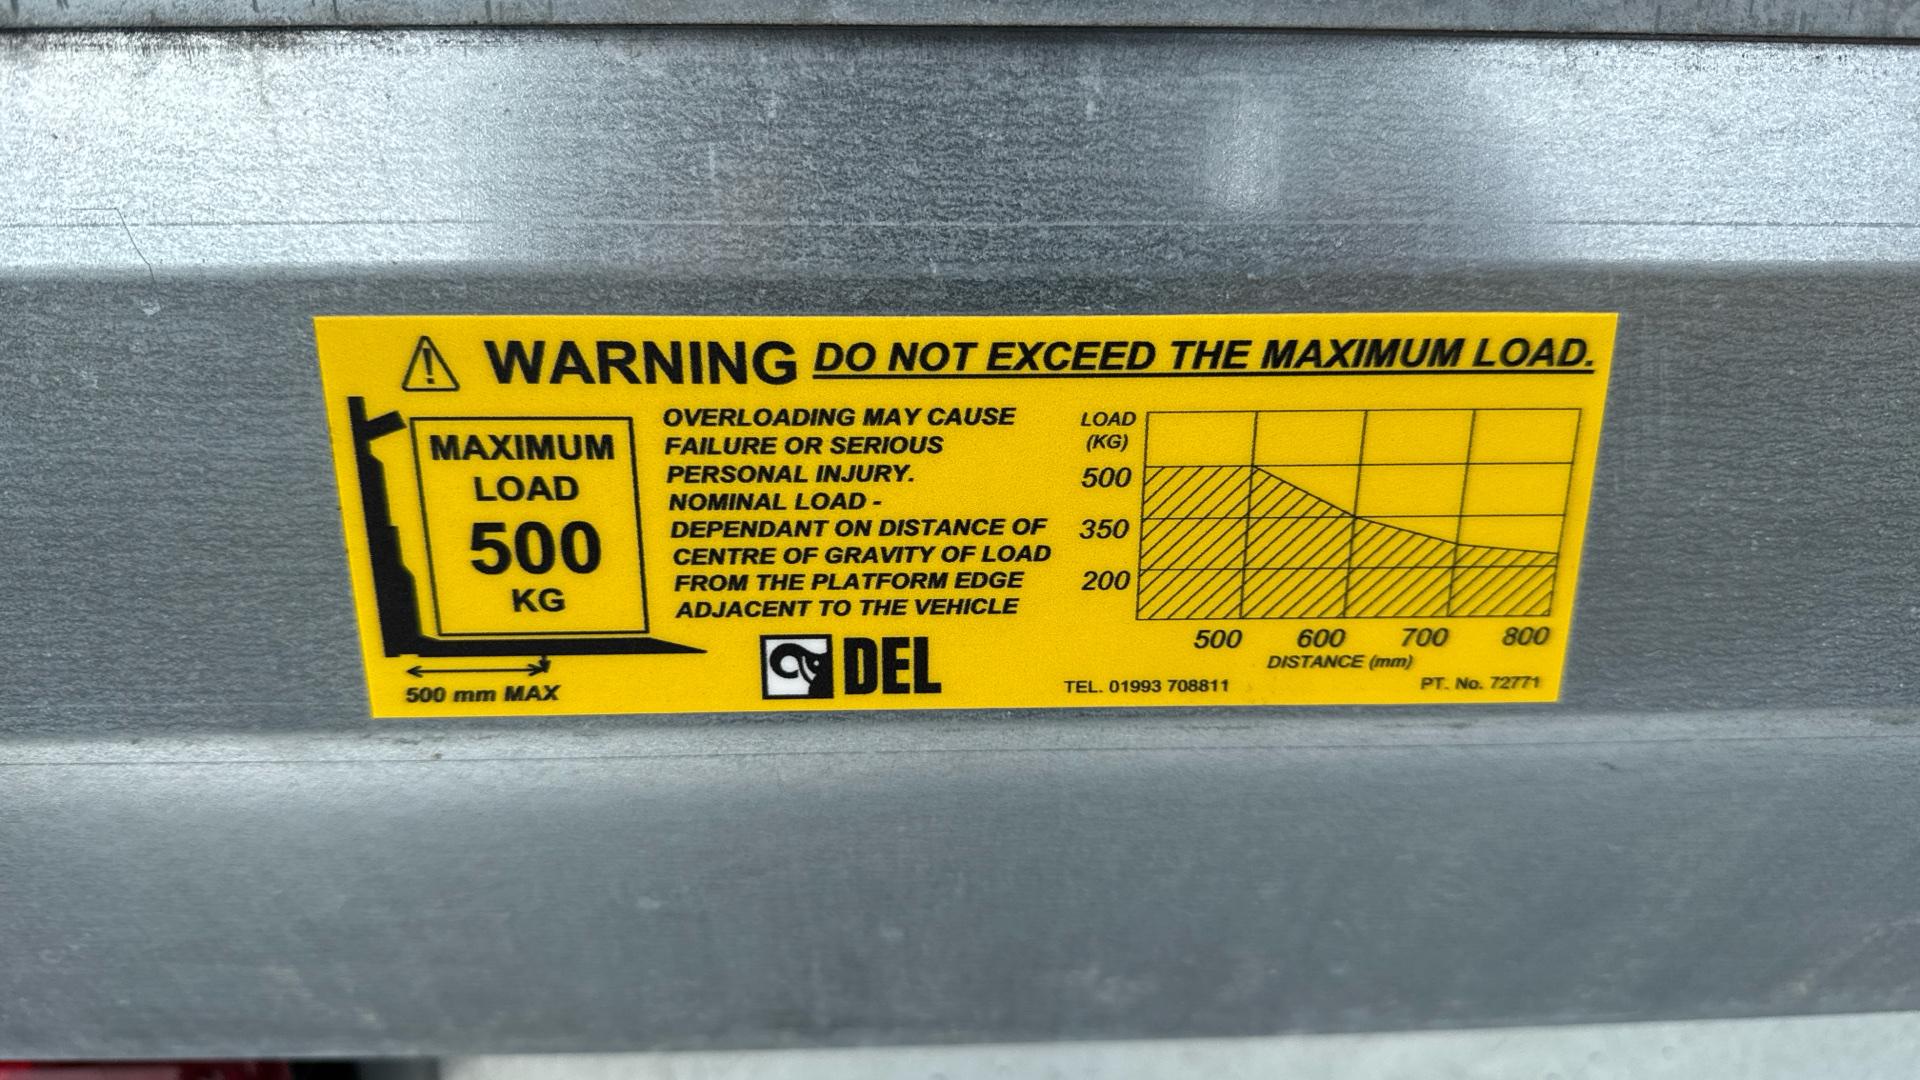 WARNING DO NOT EXCEED THE MAXIMUM LOAD.
MAXIMUM
LOAD
500
KG
500 mm MAX
OVERLOADING MAY CAUSE
FAILURE OR SERIOUS
PERSONAL INJURY.
NOMINAL LOAD -
DEPENDANT ON DISTANCE OF
CENTRE OF GRAVITY OF LOAD
FROM THE PLATFORM EDGE
ADJACENT TO THE VEHICLE
DEL
LOAD
(KG)
500
350
200
500 600 700 800
DISTANCE (mm)
TEL. 01993 708811
PT. No. 72771